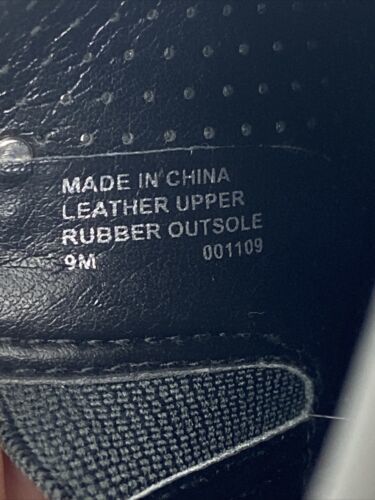 MADE IN CHINA
LEATHER UPPER
RUBBER OUTSOLE
9M 001109